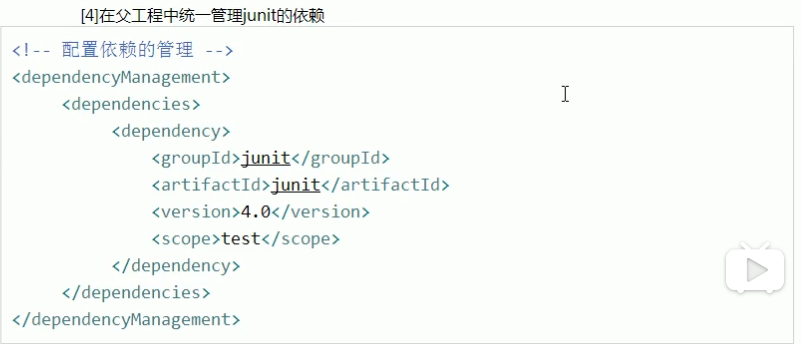 [4]在父工程中统一管理junit的依赖
<!-- 配置依赖的管理 -->
<dependencyManagement>
<dependencies>
<dependency>
<groupId>junit</groupId>
<artifactId>junit</artifactId>
<version>4.0</version>
<scope>test</scope>
</dependency>
</dependencies>
</dependencyManagement>